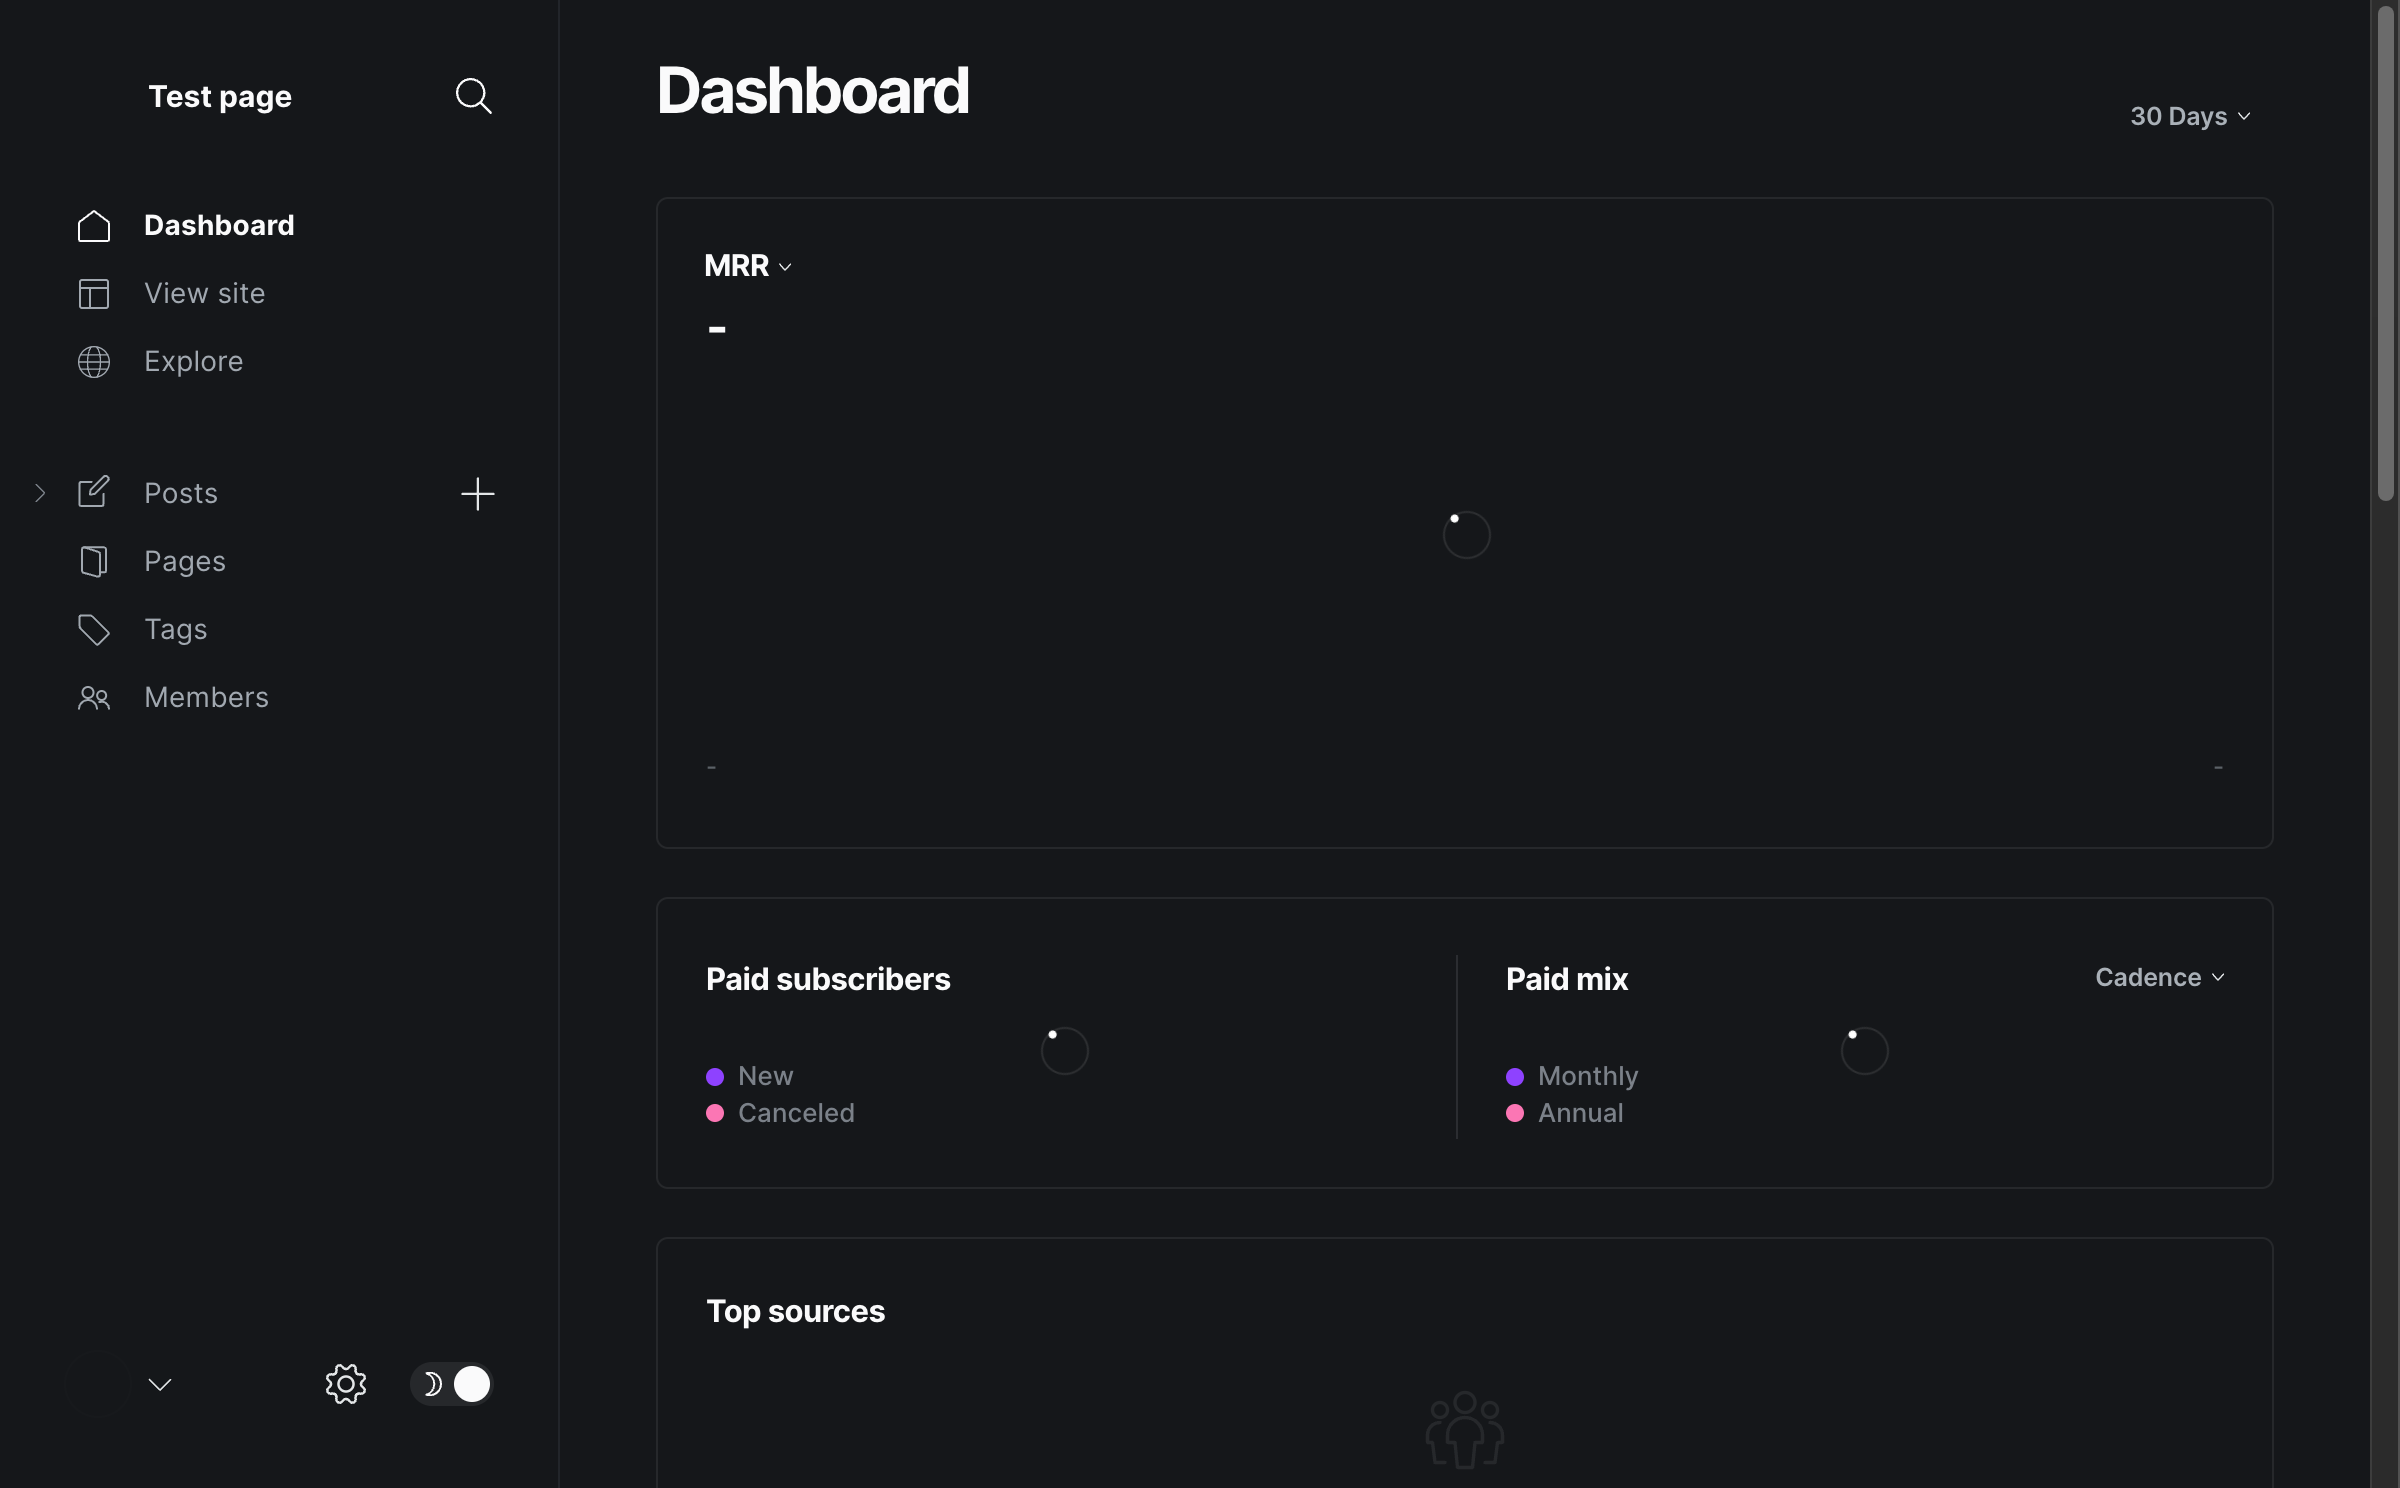 Test page
Dashboard
View site
Explore
Posts
Pages
Tags
Members
Dashboard
30 Days
MRR
-
-
-
Paid subscribers
New
Canceled
Paid mix
Cadence
Monthly
Annual
Top sources